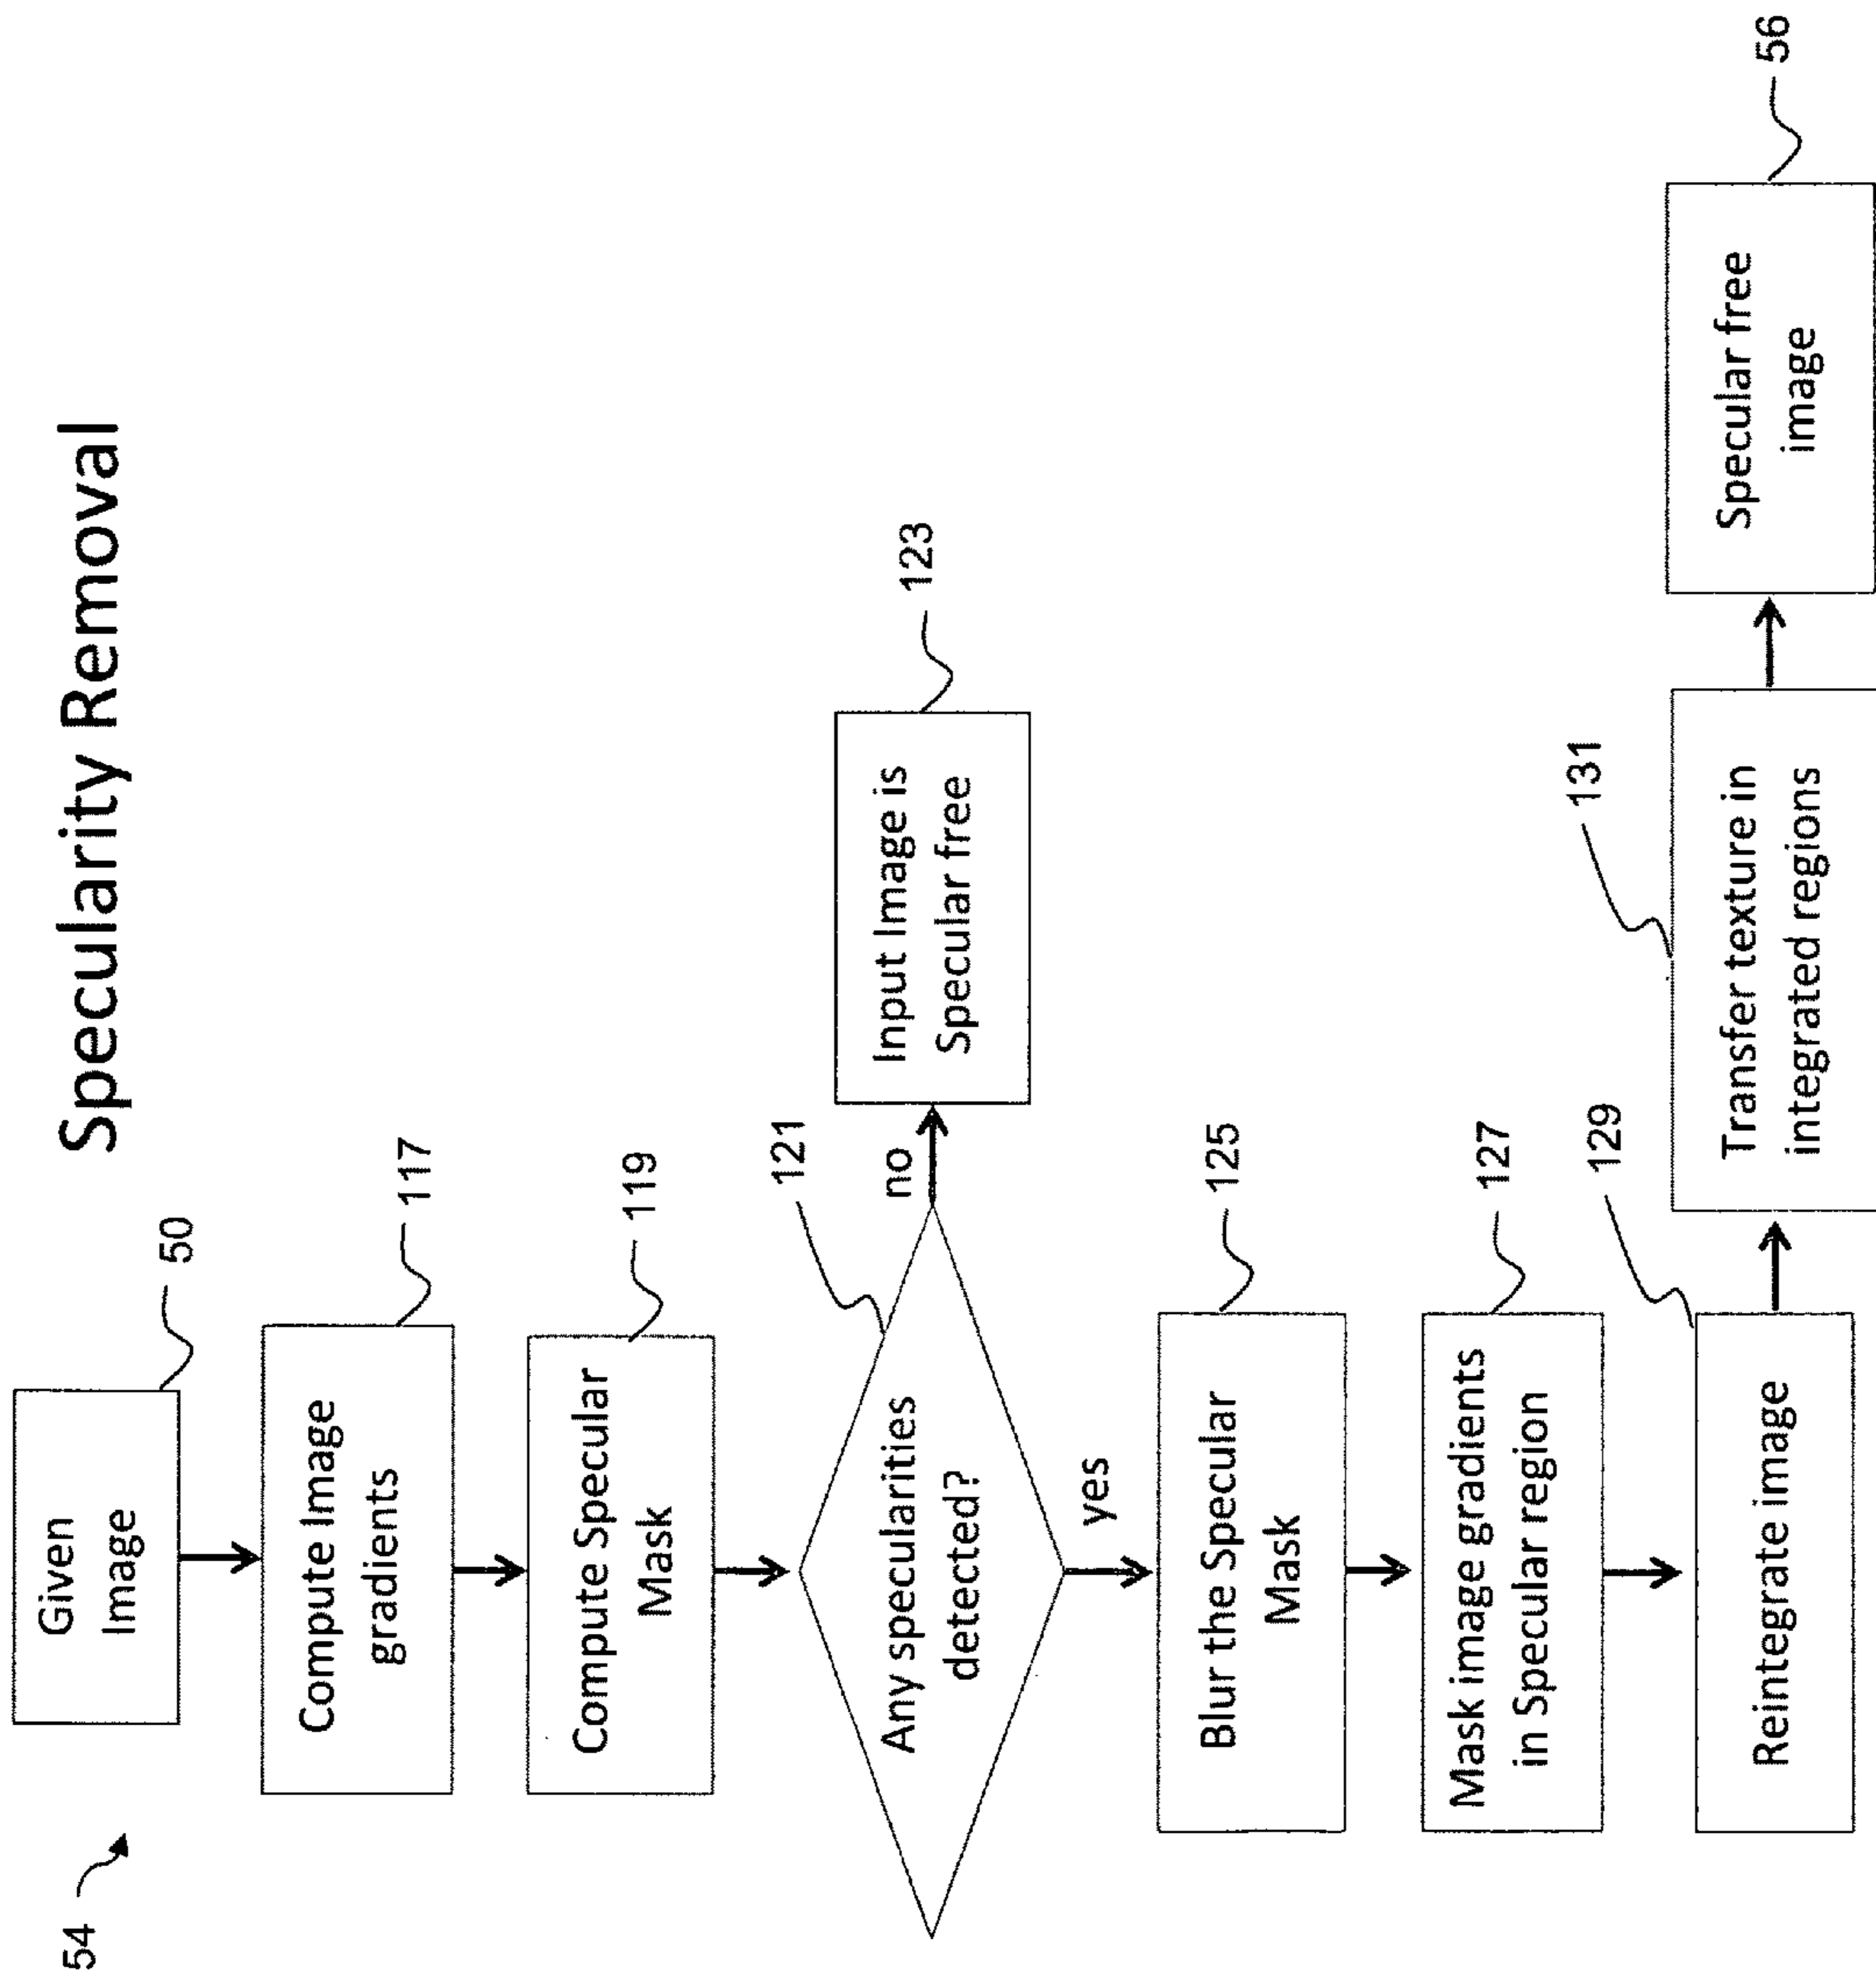 Specularity Removal
54
Given
Image
50
Compute Image
gradients
117
Compute Specular
Mask
119
Any specularities
detected?
121
no
Input Image is
Specular free
123
yes
Blur the Specular
Mask
125
Mask image gradients
in Specular region
127
Reintegrate image
129
Transfer texture in
integrated regions
131
Specular free
image
56